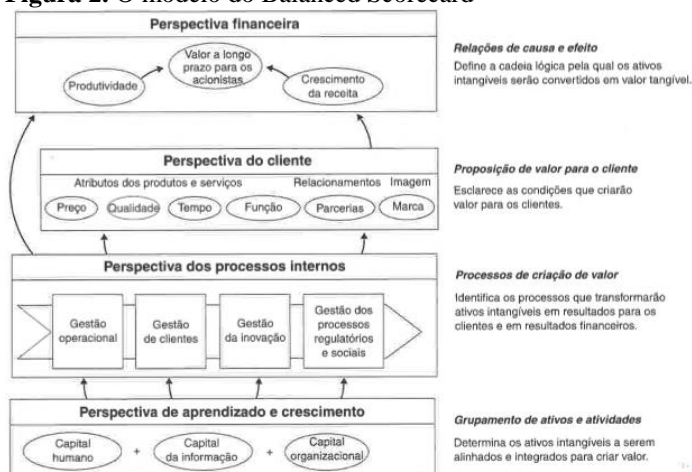 Figura 2. O modelo do Balanced Scorecard
Perspectiva financeira
Valor a longo
prazo para os
acionistas
Produtividade
Crescimento
da receita
Relações de causa e efeito
Define a cadeia lógica pela qual os ativos
intangíveis serão convertidos em valor tangível.
Perspectiva do cliente
Atributos dos produtos e serviços
Relacionamentos
Imagem
Preço
Qualidade
Tempo
Função
Parcerias
Marca
Proposição de valor para o cliente
Esclarece as condições que criarão
valor para os clientes.
Perspectiva dos processos internos
Gestão
operacional
Gestão
de clientes
Gestão
da inovação
Gestão dos
processos
regulatórios
e sociais
Processos de criação de valor
Identifica os processos que transformarão
ativos intangíveis em resultados para os
clientes e em resultados financeiros.
Perspectiva de aprendizado e crescimento
Capital
humano
+
Capital
da informação
+
Capital
organizacional
Grupamento de ativos e atividades
Determina os ativos intangíveis a serem
alinhados e integrados para criar valor.